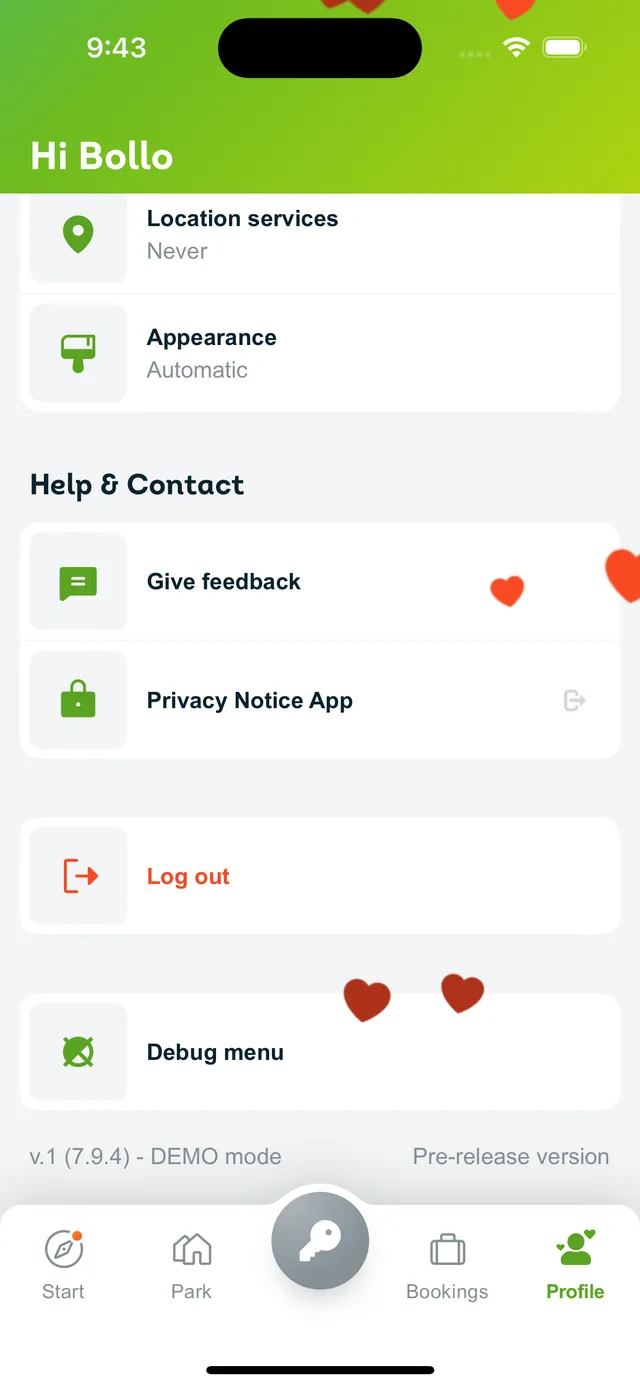 9:43
Hi Bollo
Location services
Never
Appearance
Automatic
Help & Contact
Give feedback
Privacy Notice App
Log out
Debug menu
v.1 (7.9.4) - DEMO mode
Pre-release version
Start
Park
Bookings
Profile